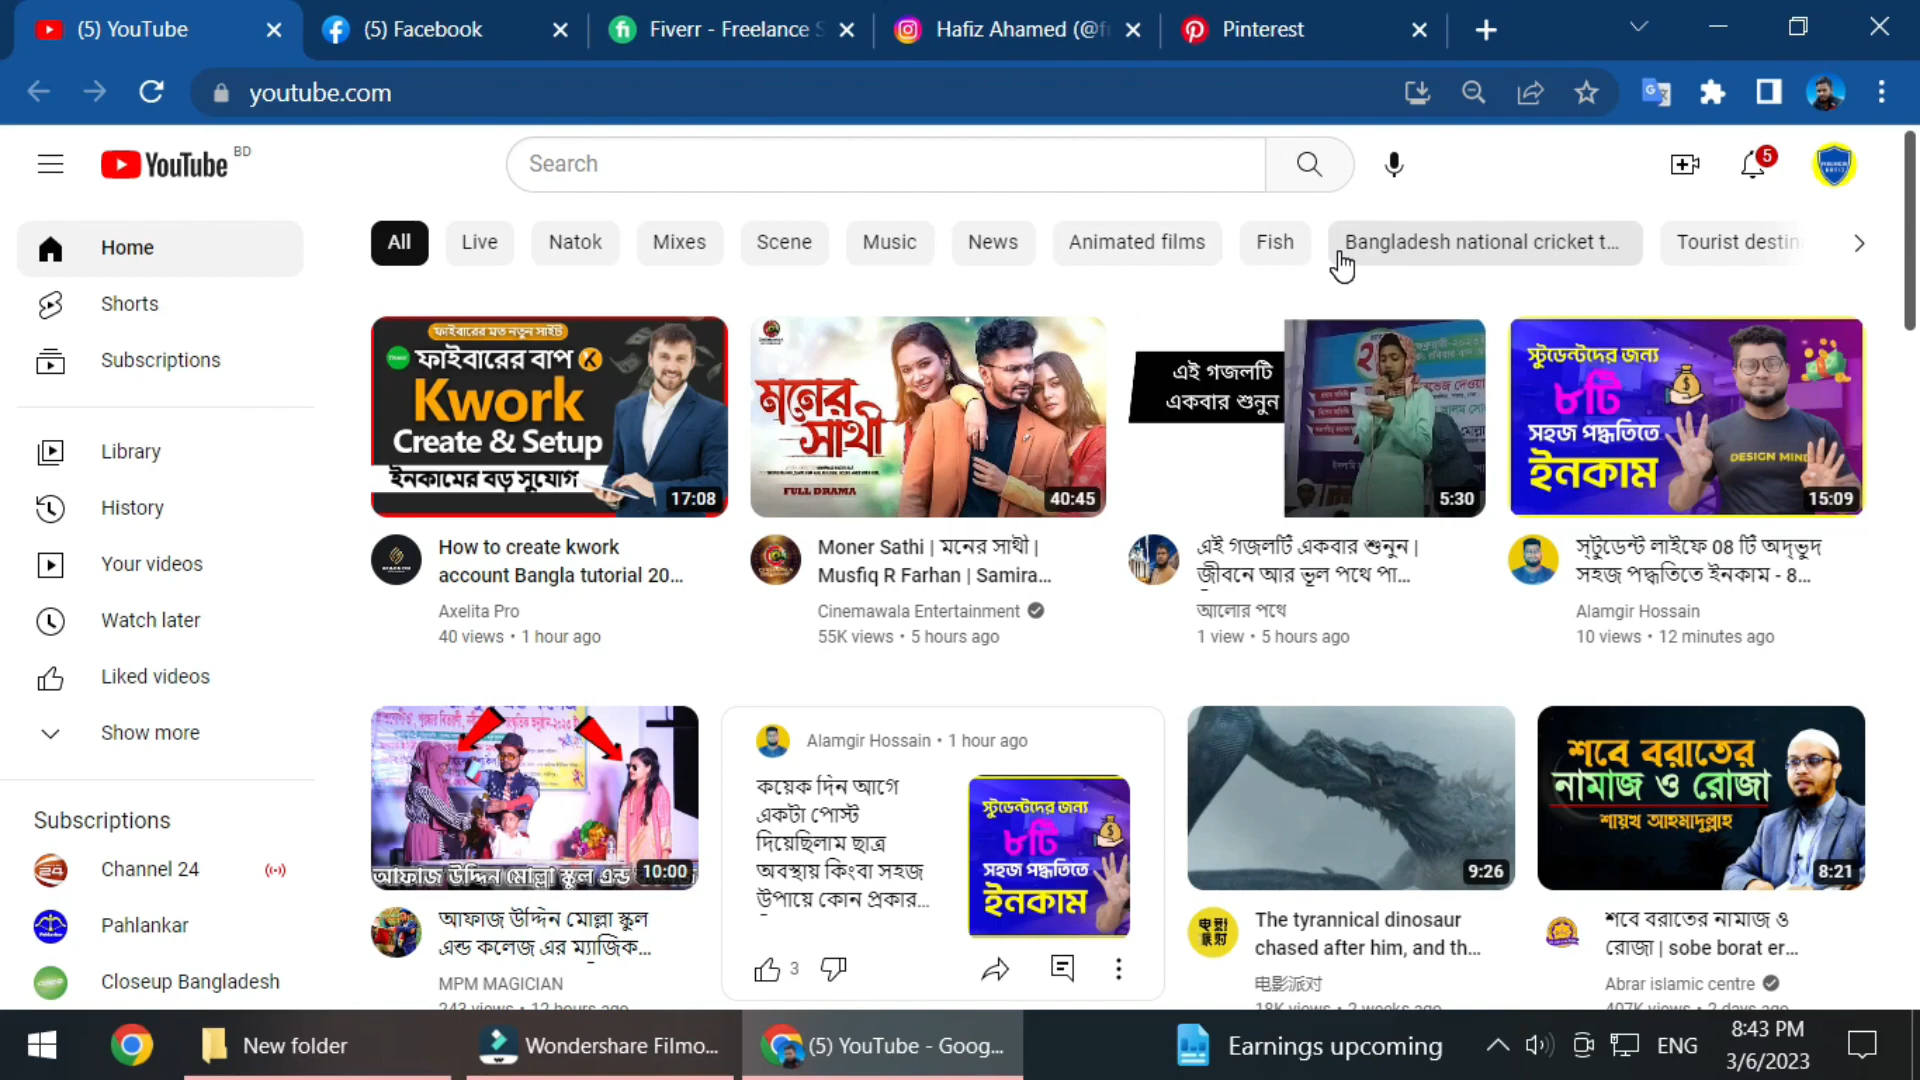 (5) YouTube
(5) Facebook
Fiverr - Freelance S
Hafiz Ahamed (@fr
Pinterest
youtube.com
YouTube BD
Search
5
All
Live
Natok
Mixes
Scene
Music
News
Animated films
Fish
Bangladesh national cricket t...
Tourist destin
Home
Shorts
Subscriptions
Library
History
Your videos
Watch later
Liked videos
Show more
Subscriptions
Channel 24
Pahlankar
Closeup Bangladesh
ফাইবারের মত নতুন সাইট
ফাইবারের বাপ
Kwork
Create & Setup
ইনকামের বড় সুযোগ
17:08
How to create kwork
account Bangla tutorial 20...
Axelita Pro
40 views • 1 hour ago
মনের
সাথী
FULL DRAMA
40:45
Moner Sathi | মনের সাথী |
Musfiq R Farhan | Samira...
Cinemawala Entertainment
55K views • 5 hours ago
এই গজলটি
একবার শুনুন
5:30
এই গজলটি একবার শুনুন |
জীবনে আর ভূল পথে পা...
আলোর পথে
1 view • 5 hours ago
স্টুডেন্টদের জন্য
৮টি
সহজ পদ্ধতিতে
ইনকাম
DESIGN MIND
15:09
স্টুডেন্ট লাইফে 08 টি অদ্ভুদ
সহজ পদ্ধতিতে ইনকাম - 8...
Alamgir Hossain
10 views • 12 minutes ago
আফাজ উদ্দিন মোল্লা স্কুল এন্ড
10:00
আফাজ উদ্দিন মোল্লা স্কুল
এন্ড কলেজ এর ম্যাজিক...
MPM MAGICIAN
243 views • 12 hours ago
Alamgir Hossain • 1 hour ago
কয়েক দিন আগে
একটা পোস্ট
দিয়েছিলাম ছাত্র
অবস্থায় কিংবা সহজ
উপায়ে কোন প্রকার...
স্টুডেন্টদের জন্য
৮টি
সহজ পদ্ধতিতে
ইনকাম
3
9:26
The tyrannical dinosaur
chased after him, and th...
电影派对
18K views • 2 weeks ago
শবে বরাতের
নামাজ ও রোজা
শায়খ আহমাদুল্লাহ
8:21
শবে বরাতের নামাজ ও
রোজা | sobe borat er...
Abrar islamic centre
407K views • 2 days ago
New folder
Wondershare Filmo...
(5) YouTube - Goog...
Earnings upcoming
ENG
8:43 PM
3/6/2023